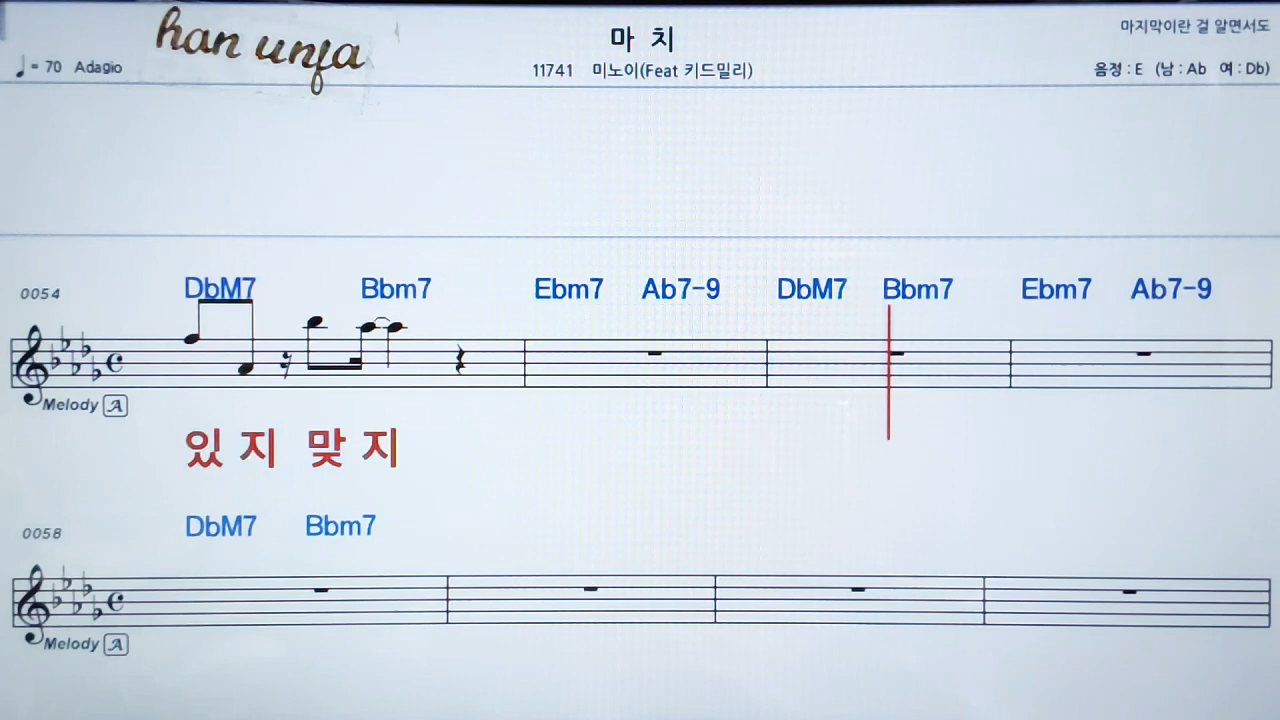 han unfa
마 치
마지막이란 걸 알면서도
♩= 70 Adagio
11741 미노이(Feat 키드밀리)
음정 : E (남 : Ab 여 : Db)
0054
DbM7 Bbm7 Ebm7 Ab7-9 DbM7 Bbm7 Ebm7 Ab7-9
Melody A
있 지 맞 지
0058
DbM7 Bbm7
Melody A